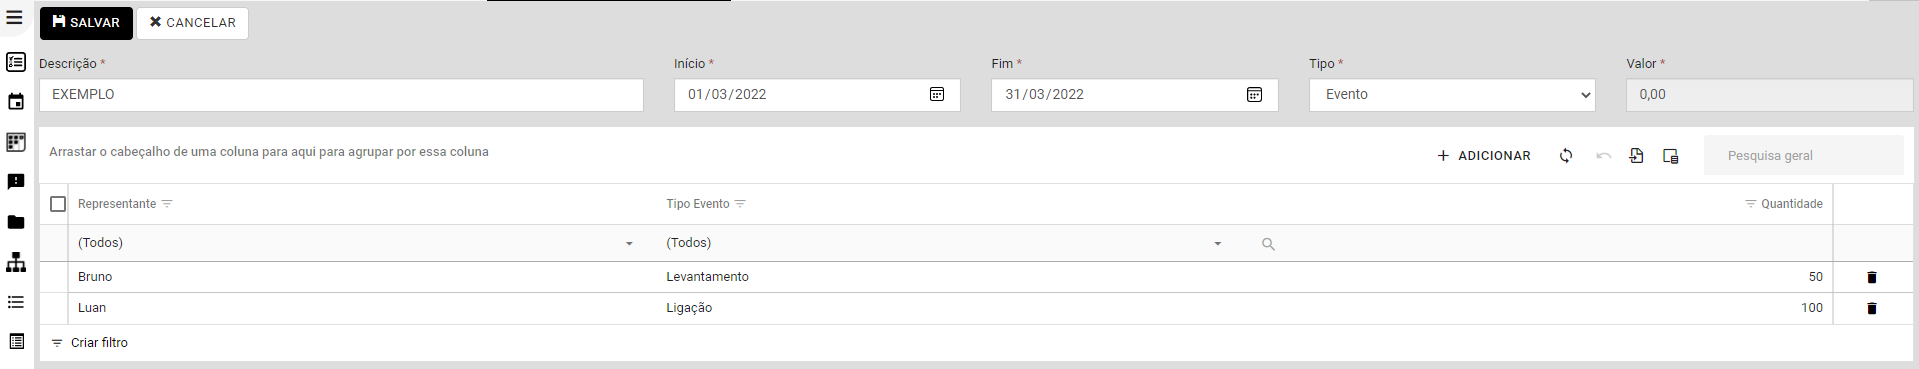 SALVAR CANCELAR
Descrição * Início * Fim * Tipo * Valor *
EXEMPLO 01/03/2022 31/03/2022 Evento 0,00
Arrastar o cabeçalho de uma coluna para aqui para agrupar por essa coluna ADICIONAR Pesquisa geral
Representante Tipo Evento Quantidade
(Todos) (Todos)
Bruno Levantamento 50
Luan Ligação 100
Criar filtro